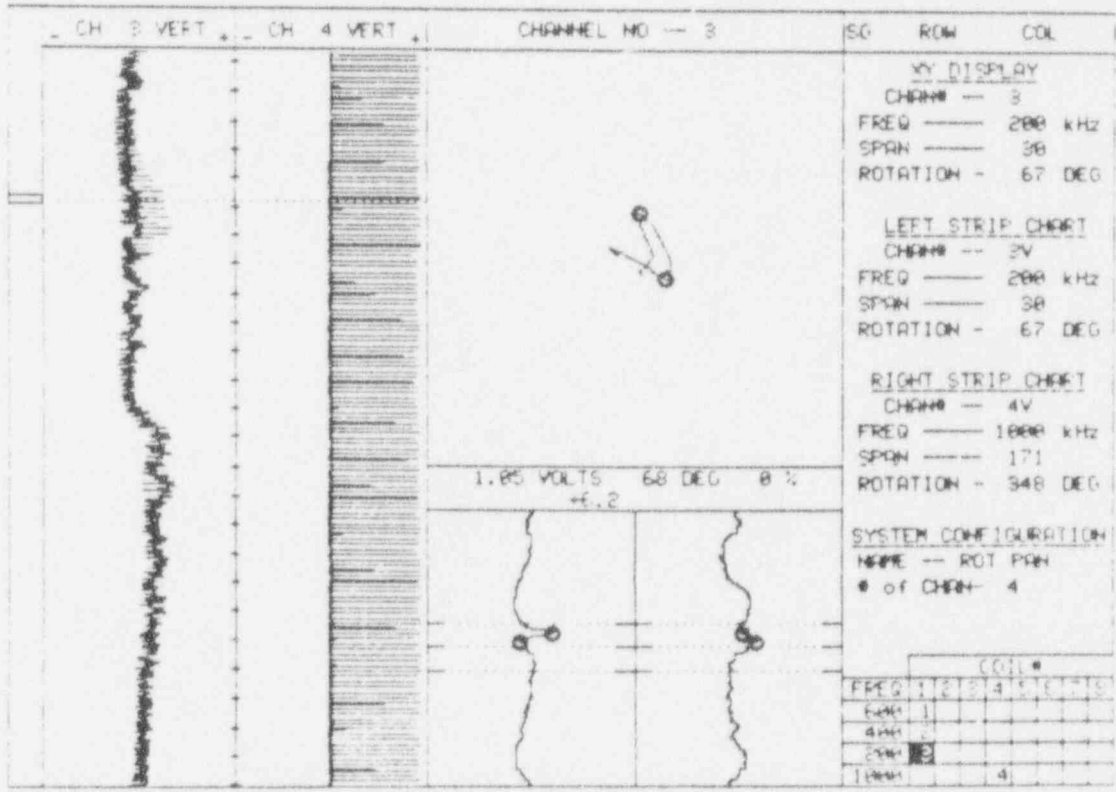 - CH 3 VERT +
- CH 4 VERT +
CHANNEL NO -- 3
SG ROW COL
XY DISPLAY
CHAN# -- 3
FREQ ---- 200 kHz
SPAN ---- 30
ROTATION - 67 DEG
LEFT STRIP CHART
CHAN# -- 3V
FREQ ---- 200 kHz
SPAN ---- 30
ROTATION - 67 DEG
RIGHT STRIP CHART
CHAN# -- 4V
FREQ ---- 1000 kHz
SPAN ---- 171
ROTATION - 348 DEG
1.05 VOLTS 68 DEG 0 %
+6.2
SYSTEM CONFIGURATION
NAME -- ROT PAN
# of CHAN- 4
COIL#
FREQ 1 2 3 4 5 6 7 8
600 1
400
200 3
1000 4